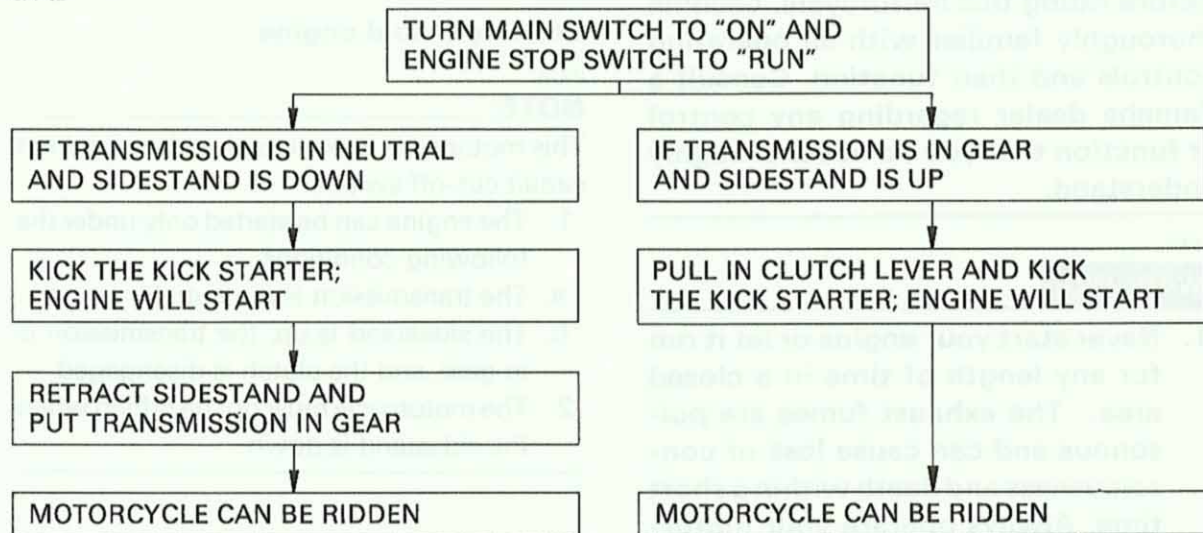 TURN MAIN SWITCH TO "ON" AND
ENGINE STOP SWITCH TO "RUN"
IF TRANSMISSION IS IN NEUTRAL
AND SIDESTAND IS DOWN
KICK THE KICK STARTER;
ENGINE WILL START
RETRACT SIDESTAND AND
PUT TRANSMISSION IN GEAR
MOTORCYCLE CAN BE RIDDEN
IF TRANSMISSION IS IN GEAR
AND SIDESTAND IS UP
PULL IN CLUTCH LEVER AND KICK
THE KICK STARTER; ENGINE WILL START
MOTORCYCLE CAN BE RIDDEN